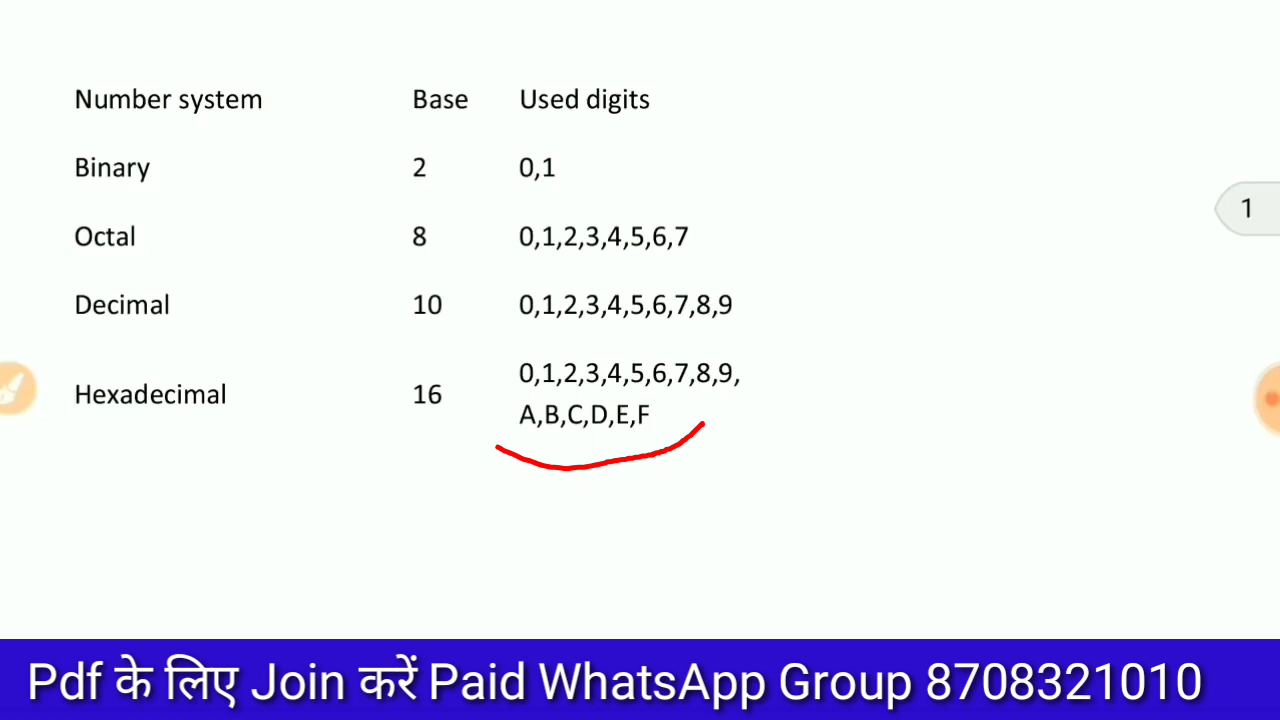 Number system Base Used digits
Binary 2 0,1
Octal 8 0,1,2,3,4,5,6,7
1
Decimal 10 0,1,2,3,4,5,6,7,8,9
Hexadecimal 16 0,1,2,3,4,5,6,7,8,9,
A,B,C,D,E,F
Pdf के लिए Join करें Paid WhatsApp Group 8708321010